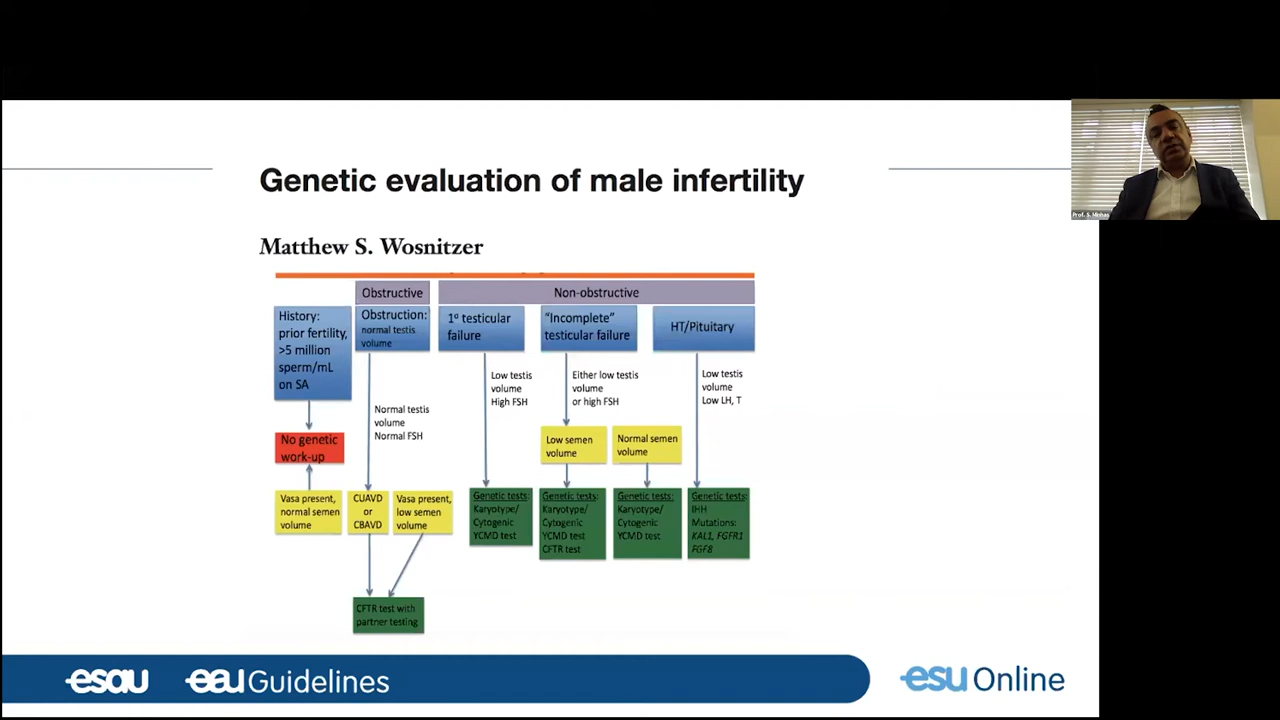 Genetic evaluation of male infertility
Prof. S. Minhas
Matthew S. Wosnitzer
Obstructive
Non-obstructive
History:
prior fertility,
>5 million
sperm/mL
on SA
Obstruction:
normal testis
volume
1º testicular
failure
"Incomplete"
testicular failure
HT/Pituitary
Low testis
volume
High FSH
Either low testis
volume
or high FSH
Low testis
volume
Low LH, T
Normal testis
volume
Normal FSH
No genetic
work-up
Low semen
volume
Normal semen
volume
Vasa present,
normal semen
volume
CUAVD
or
CBAVD
Vasa present,
low semen
volume
Genetic tests:
Karyotype/
Cytogenic
YCMD test
Genetic tests:
Karyotype/
Cytogenic
YCMD test
CFTR test
Genetic tests:
Karyotype/
Cytogenic
YCMD test
Genetic tests:
IHH
Mutations:
KAL1, FGFR1
FGF8
CFTR test with
partner testing
esau
eau Guidelines
esu Online